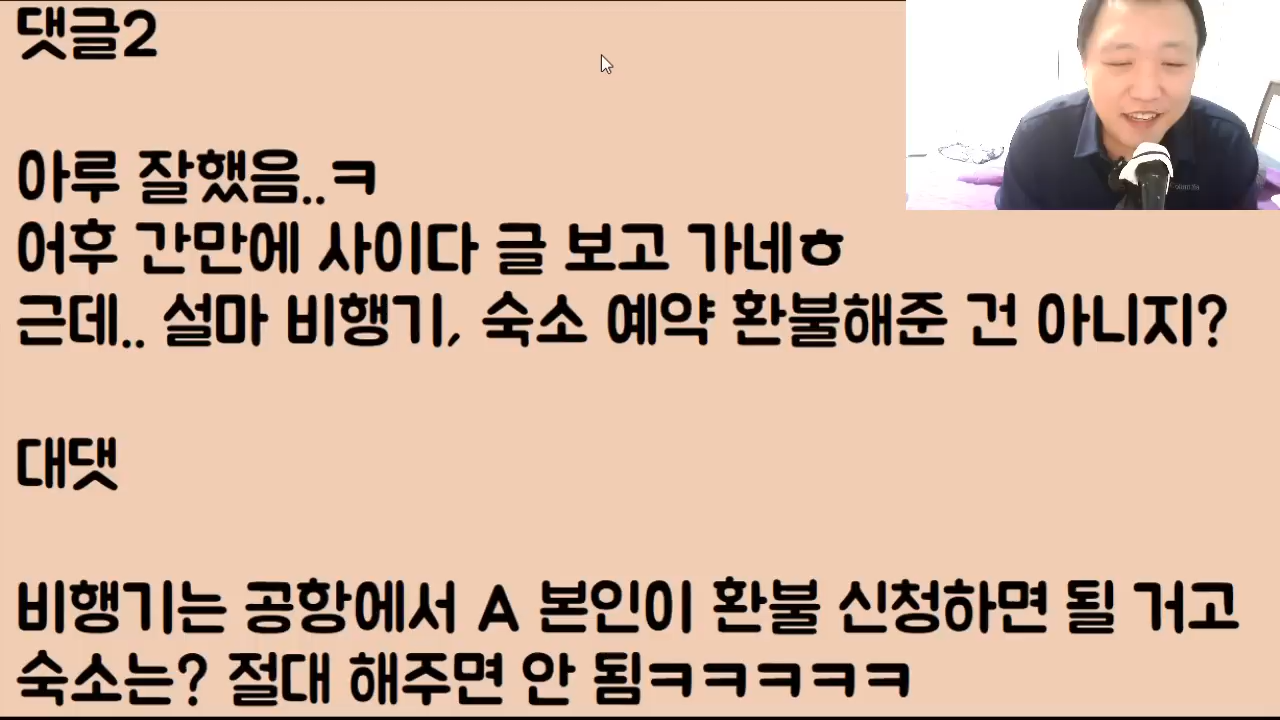 댓글2
아루 잘했음..ㅋ
어후 간만에 사이다 글 보고 가네ㅎ
근데.. 설마 비행기, 숙소 예약 환불해준 건 아니지?
대댓
비행기는 공항에서 A 본인이 환불 신청하면 될 거고
숙소는? 절대 해주면 안 됨ㅋㅋㅋㅋㅋ